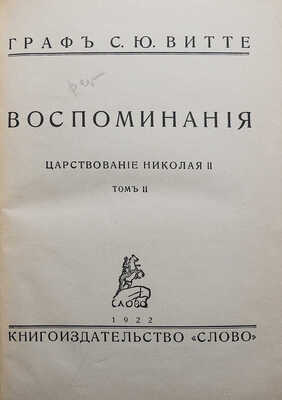 ГРАФЪ С. Ю. ВИТТЕ
ВОСПОМИНАНІЯ
ЦАРСТВОВАНІЕ НИКОЛАЯ II
ТОМЪ II
СЛОВО
1922
КНИГОИЗДАТЕЛЬСТВО «СЛОВО»